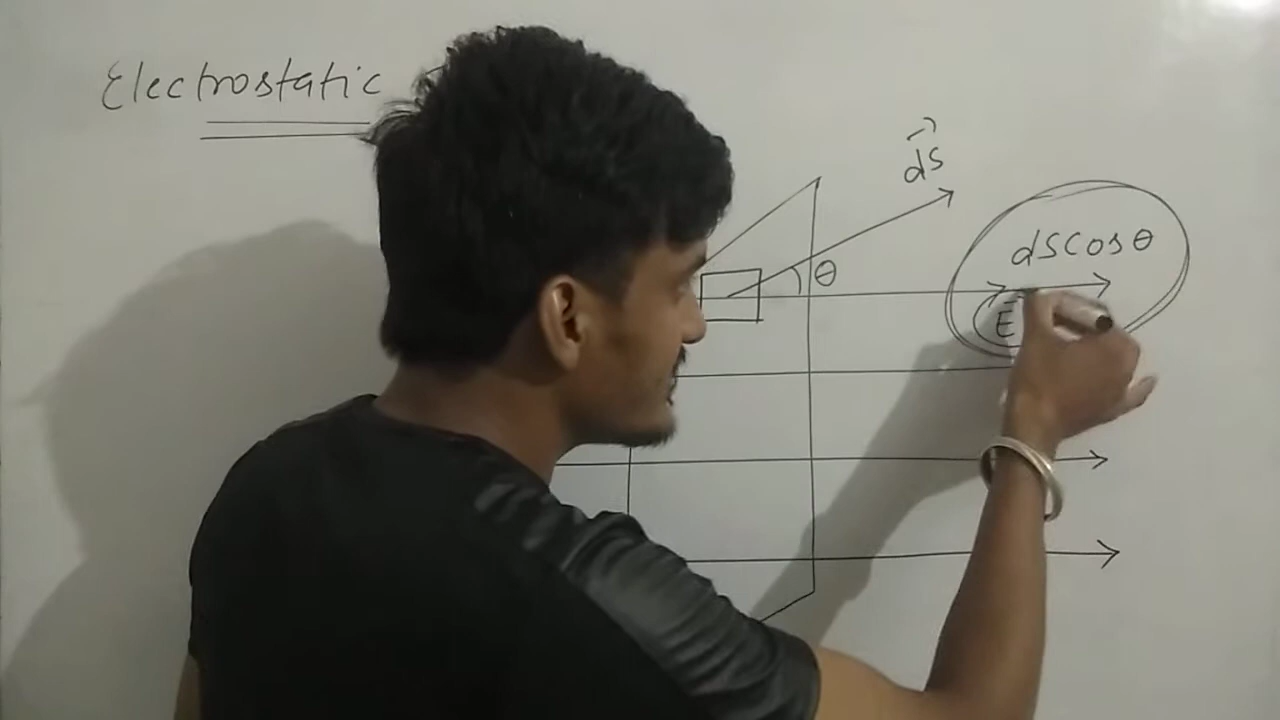 Electrostatic
ds
θ
dscosθ
E